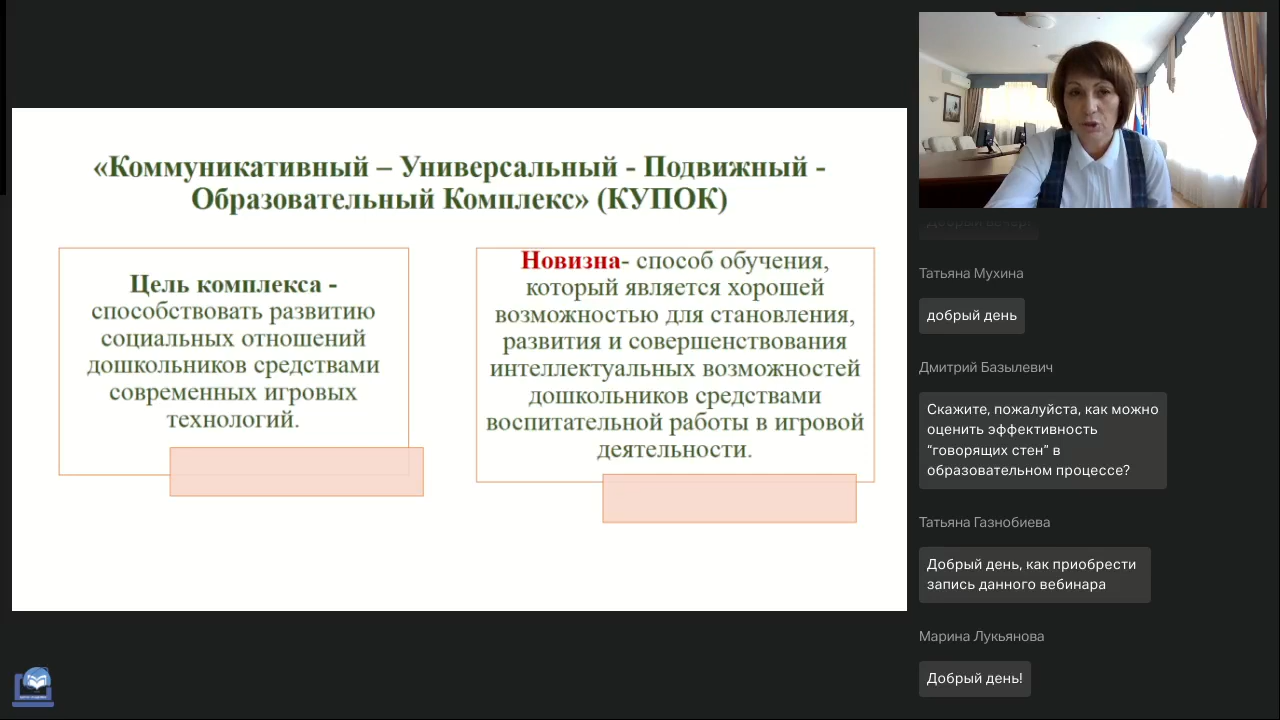 «Коммуникативный – Универсальный - Подвижный -
Образовательный Комплекс» (КУПОК)
Цель комплекса -
способствовать развитию
социальных отношений
дошкольников средствами
современных игровых
технологий.
Новизна- способ обучения,
который является хорошей
возможностью для становления,
развития и совершенствования
интеллектуальных возможностей
дошкольников средствами
воспитательной работы в игровой
деятельности.
Татьяна Мухина
добрый день
Дмитрий Базылевич
Скажите, пожалуйста, как можно
оценить эффективность
“говорящих стен” в
образовательном процессе?
Татьяна Газнобиева
Добрый день, как приобрести
запись данного вебинара
Марина Лукьянова
Добрый день!